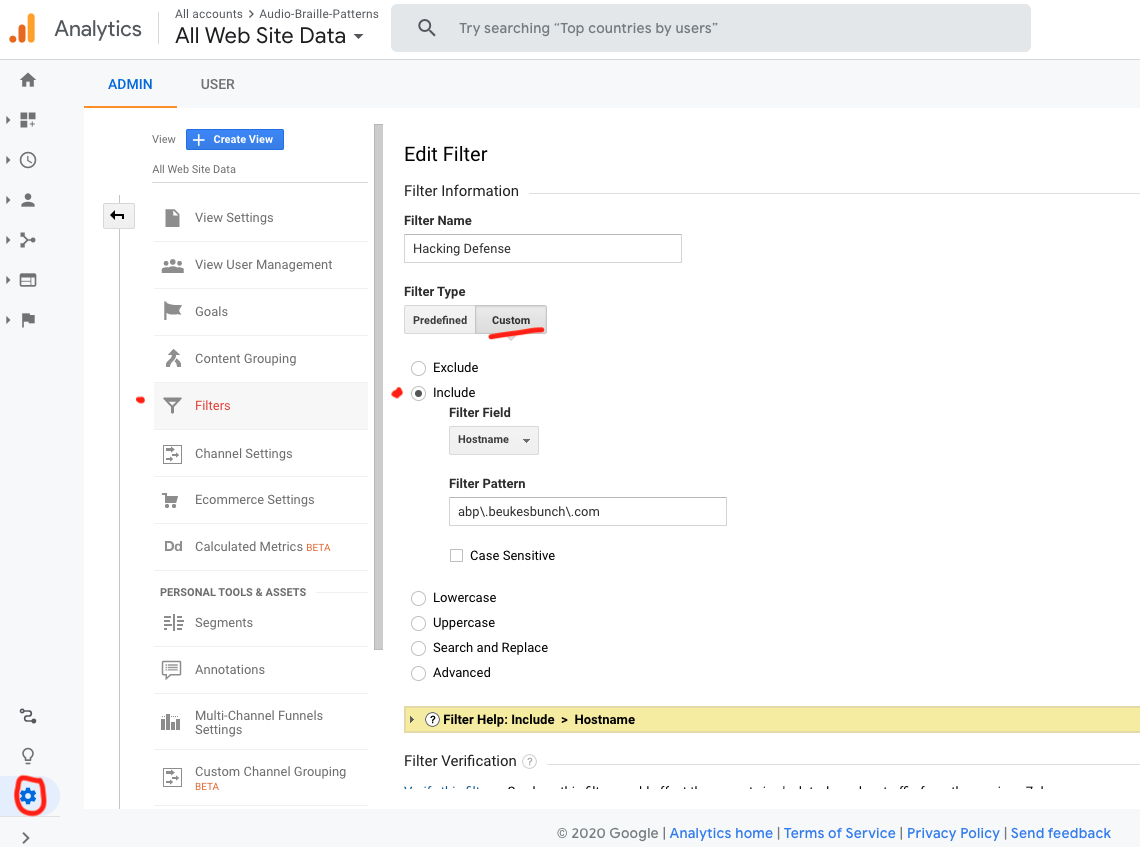 Analytics
All accounts > Audio-Braille-Patterns
All Web Site Data
Try searching “Top countries by users”
ADMIN
USER
View
Create View
All Web Site Data
View Settings
View User Management
Goals
Content Grouping
Filters
Channel Settings
Ecommerce Settings
Dd Calculated Metrics BETA
PERSONAL TOOLS & ASSETS
Segments
Annotations
Multi-Channel Funnels
Settings
Custom Channel Grouping
BETA
Edit Filter
Filter Information
Filter Name
Hacking Defense
Filter Type
Predefined
Custom
Exclude
Include
Filter Field
Hostname
Filter Pattern
abp\.beukesbunch\.com
Case Sensitive
Lowercase
Uppercase
Search and Replace
Advanced
? Filter Help: Include > Hostname
Filter Verification ?
© 2020 Google | Analytics home | Terms of Service | Privacy Policy | Send feedback